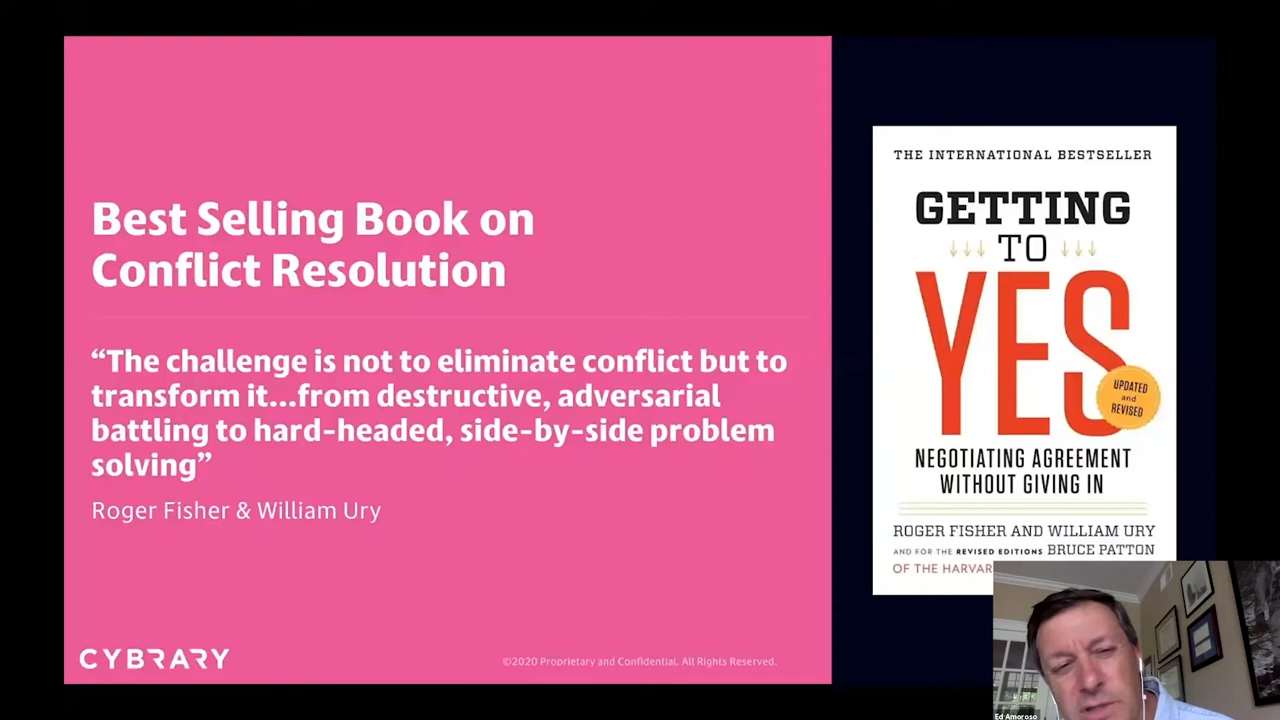 Best Selling Book on
Conflict Resolution
“The challenge is not to eliminate conflict but to
transform it...from destructive, adversarial
battling to hard-headed, side-by-side problem
solving”
Roger Fisher & William Ury
CYBRARY
©2020 Proprietary and Confidential. All Rights Reserved.
THE INTERNATIONAL BESTSELLER
GETTING
TO
YES
UPDATED
and
REVISED
NEGOTIATING AGREEMENT
WITHOUT GIVING IN
ROGER FISHER AND WILLIAM URY
AND FOR THE REVISED EDITIONS BRUCE PATTON
OF THE HARVAR
Ed Amoroso